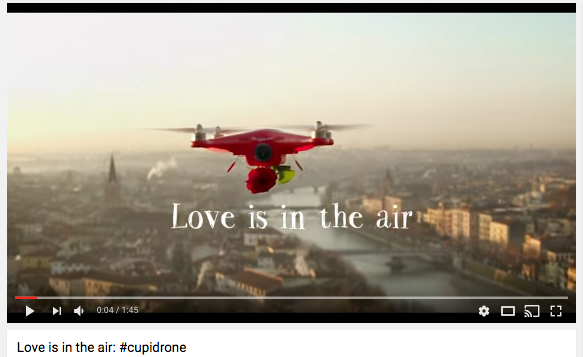 Love is in the air
0:04 / 1:45
Love is in the air: #cupidrone